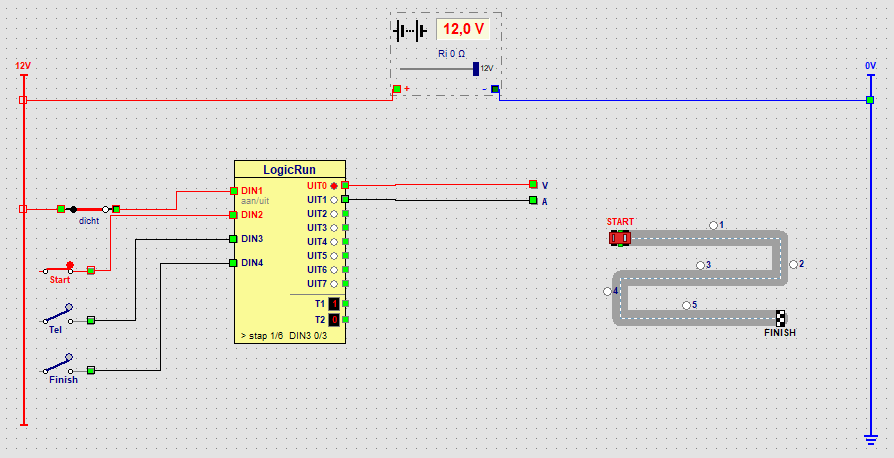 12,0 V
Ri 0 Ω
12V
+ -
12V
0V
LogicRun
DIN1 UIT0
aan/uit UIT1
DIN2 UIT2
UIT3
DIN3 UIT4
UIT5
DIN4 UIT6
UIT7
T1 1
T2 0
> stap 1/6 DIN3 0/3
V
A
dicht
Start
Tel
Finish
START
1
2
3
4
5
FINISH